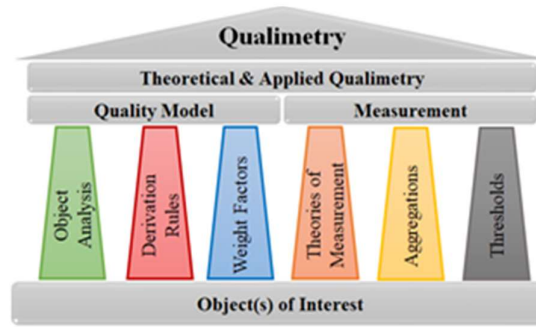 Qualimetry
Theoretical & Applied Qualimetry
Quality Model
Measurement
Object
Analysis
Derivation
Rules
Weight Factors
Theories of
Measurement
Aggregations
Thresholds
Object(s) of Interest